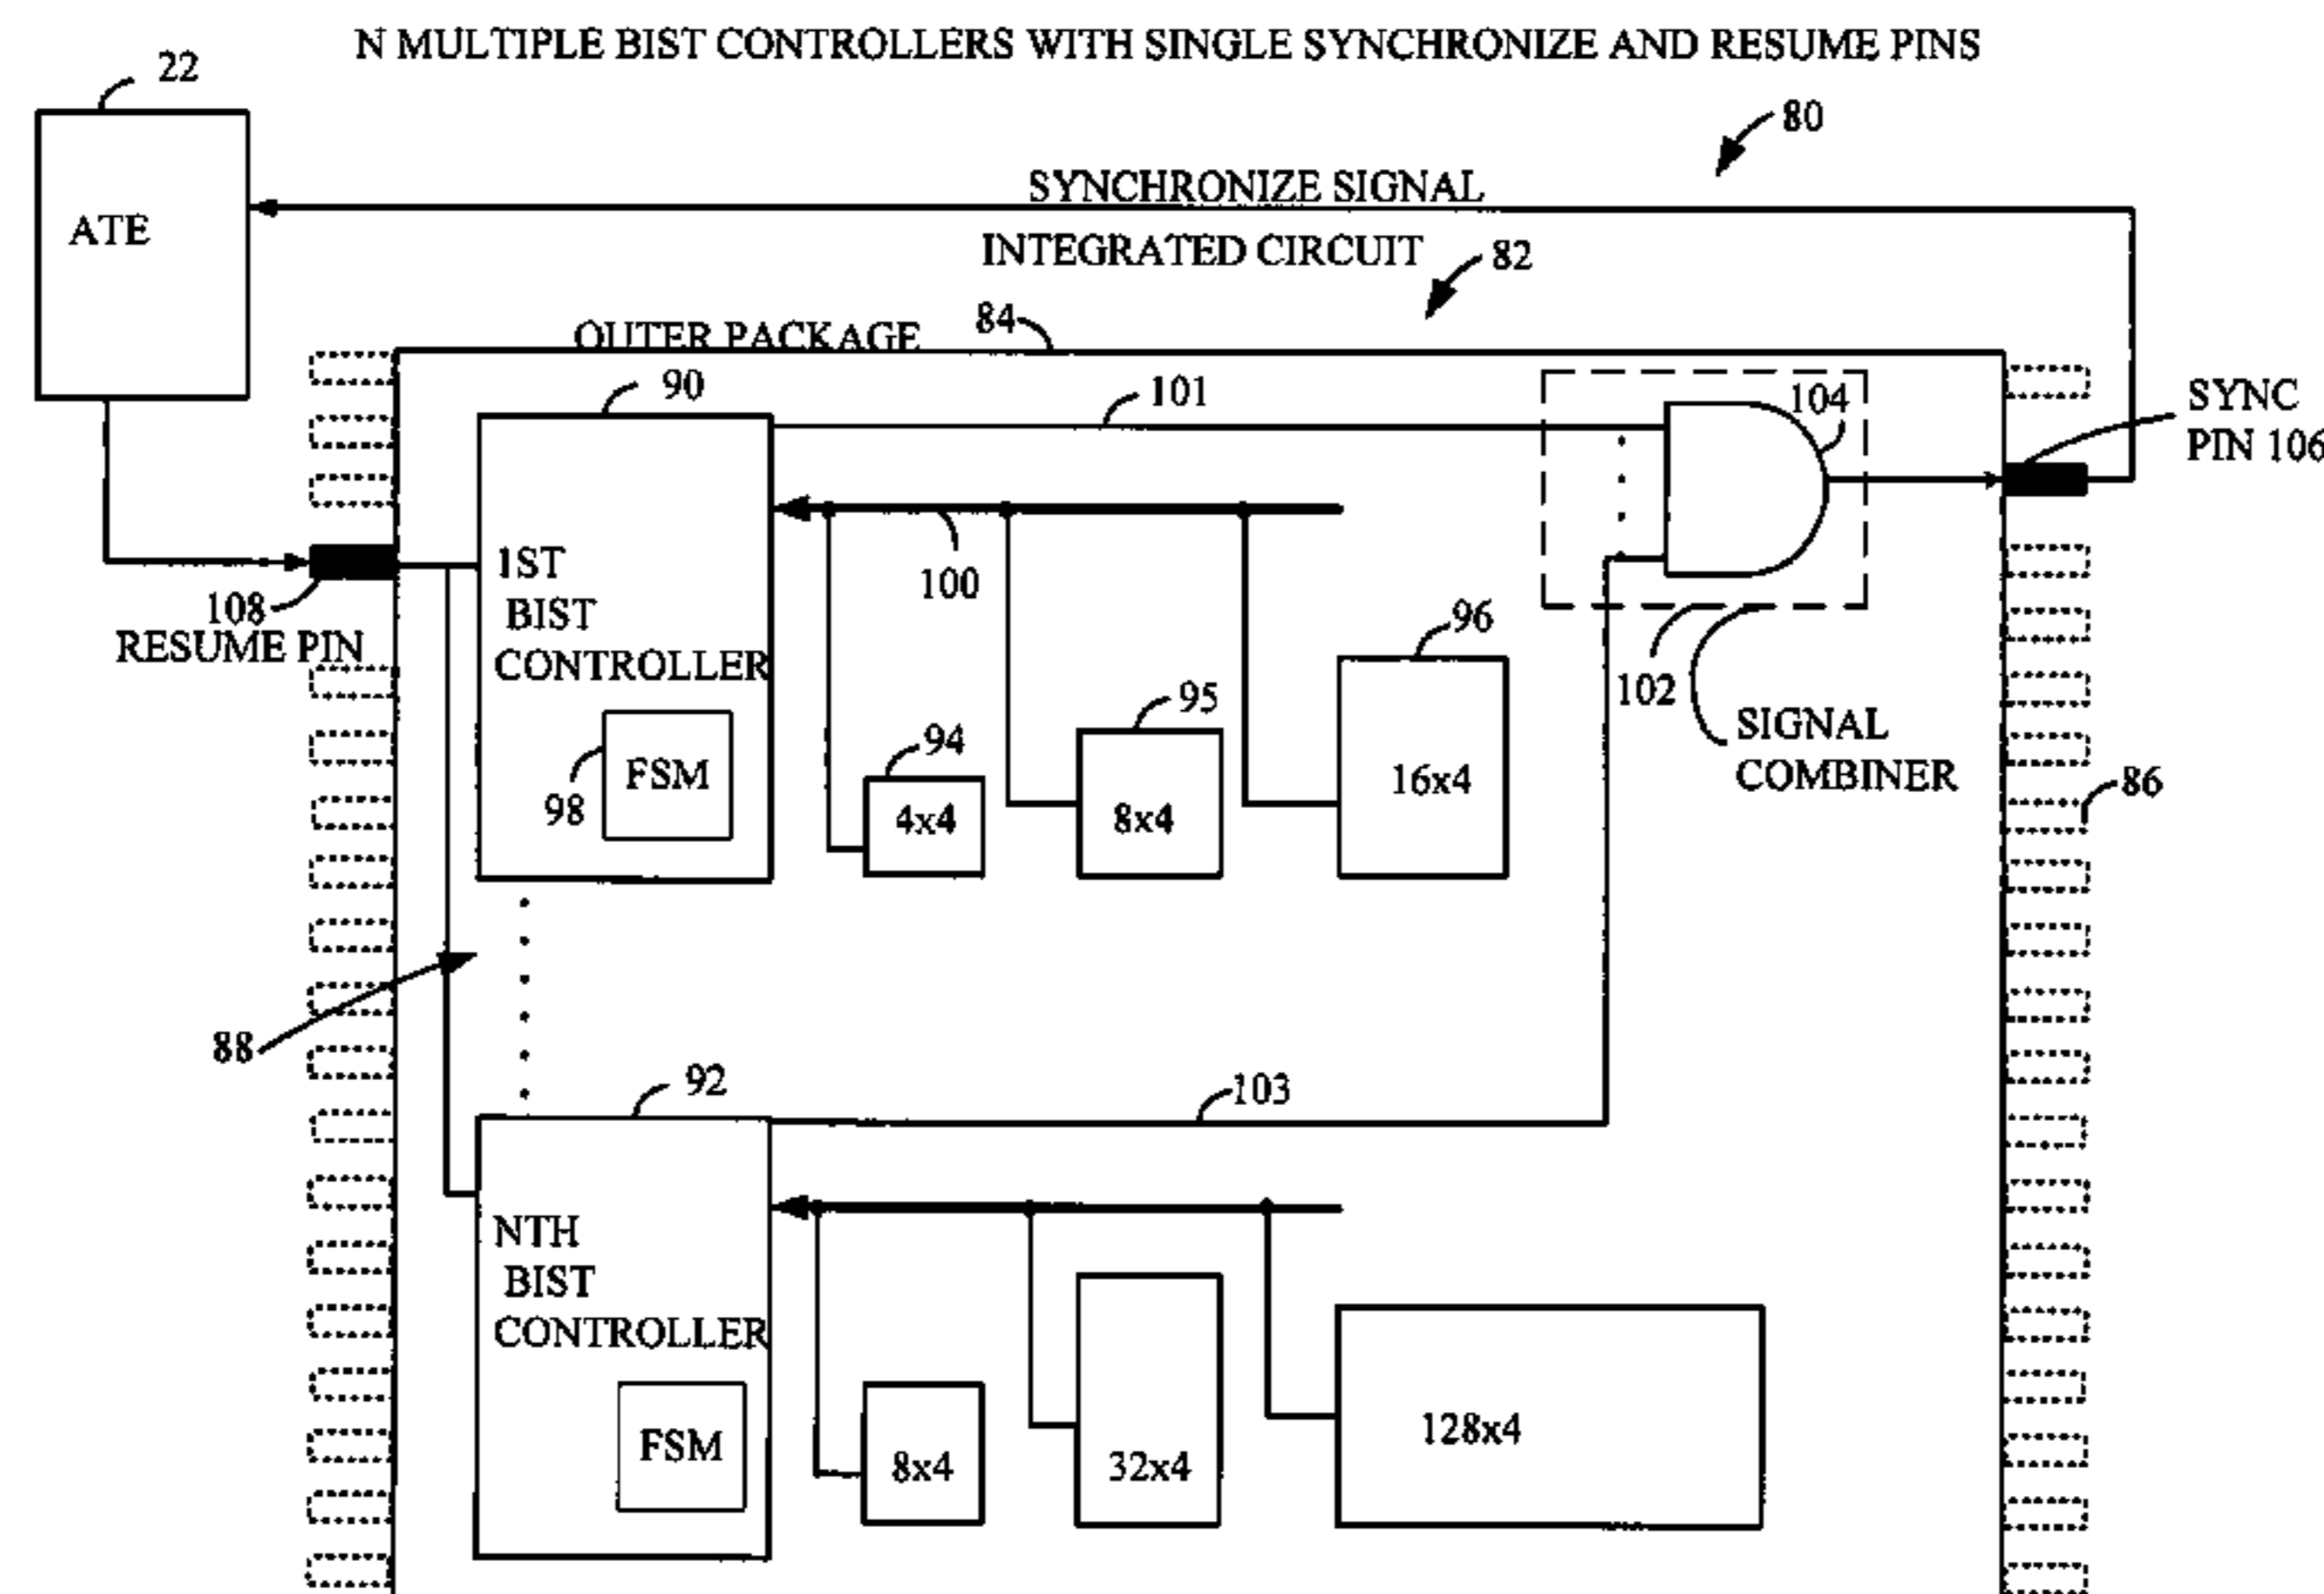 N MULTIPLE BIST CONTROLLERS WITH SINGLE SYNCHRONIZE AND RESUME PINS
22
80
ATE
SYNCHRONIZE SIGNAL
INTEGRATED CIRCUIT
82
OUTER PACKAGE
84
90
101
104
SYNC
PIN 106
1ST
BIST
CONTROLLER
100
108
RESUME PIN
96
102
95
94
SIGNAL
COMBINER
98
FSM
4x4
8x4
16x4
86
88
92
103
NTH
BIST
CONTROLLER
FSM
8x4
32x4
128x4